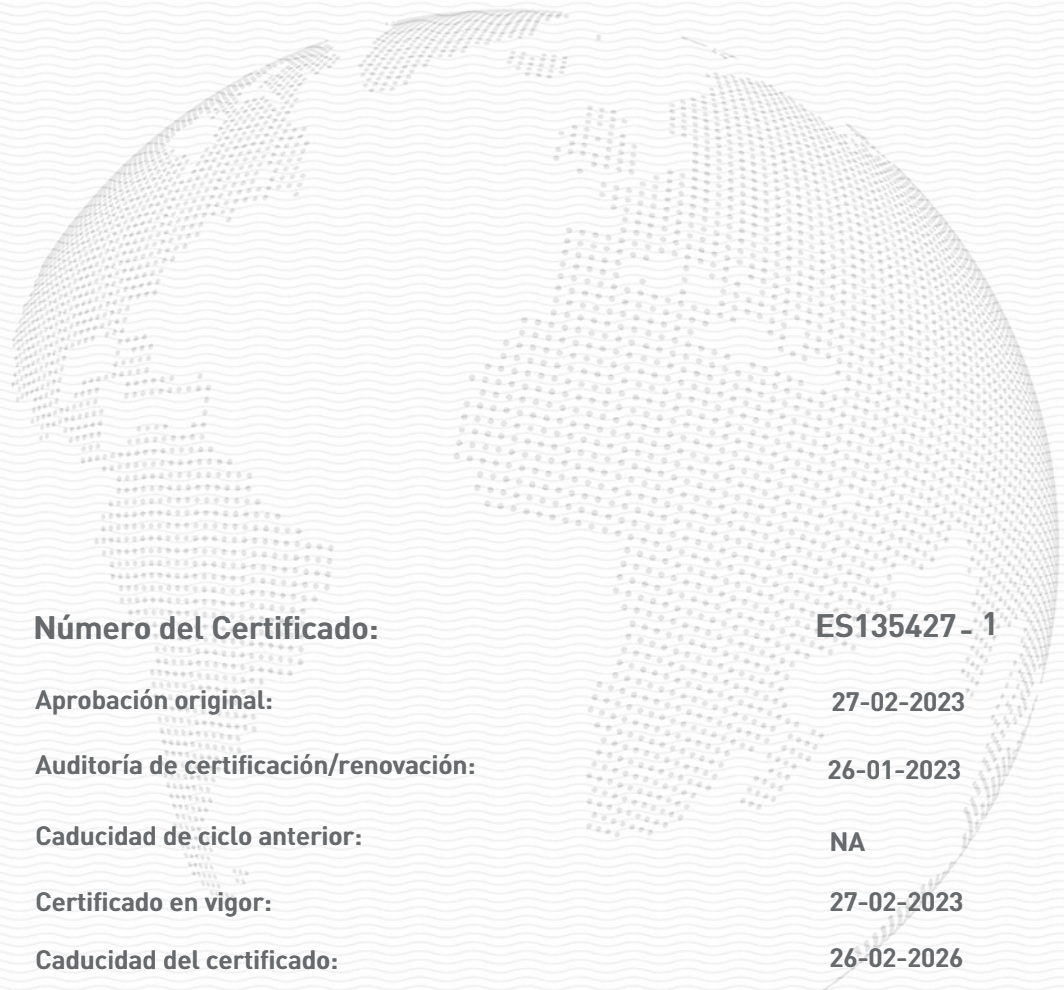 Número del Certificado: ES135427- 1
Aprobación original: 27-02-2023
Auditoría de certificación/renovación: 26-01-2023
Caducidad de ciclo anterior: NA
Certificado en vigor: 27-02-2023
Caducidad del certificado: 26-02-2026